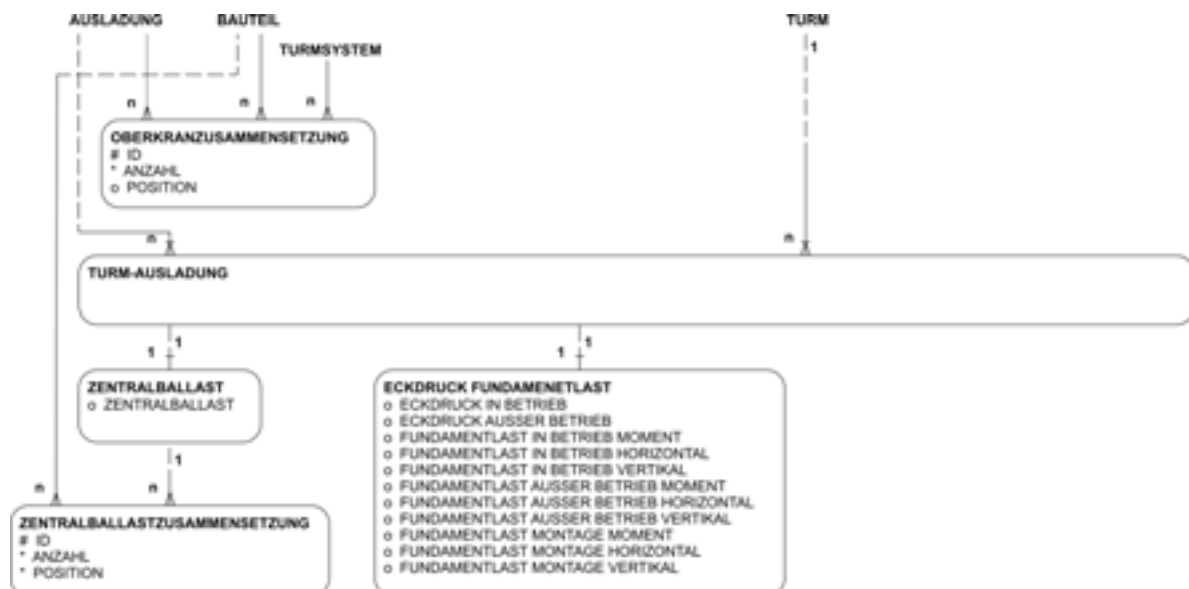 AUSLADUNG BAUTEIL TURM
1
TURMSYSTEM
n n n
OBERKRANZUSAMMENSETZUNG
# ID
* ANZAHL
o POSITION
n n
TURM-AUSLADUNG
1 1
1 1
ZENTRALBALLAST
o ZENTRALBALLAST
ECKDRUCK FUNDAMENETLAST
o ECKDRUCK IN BETRIEB
o ECKDRUCK AUSSER BETRIEB
o FUNDAMENTLAST IN BETRIEB MOMENT
o FUNDAMENTLAST IN BETRIEB HORIZONTAL
o FUNDAMENTLAST IN BETRIEB VERTIKAL
o FUNDAMENTLAST AUSSER BETRIEB MOMENT
o FUNDAMENTLAST AUSSER BETRIEB HORIZONTAL
o FUNDAMENTLAST AUSSER BETRIEB VERTIKAL
o FUNDAMENTLAST MONTAGE MOMENT
o FUNDAMENTLAST MONTAGE HORIZONTAL
o FUNDAMENTLAST MONTAGE VERTIKAL
1
n n
ZENTRALBALLASTZUSAMMENSETZUNG
# ID
* ANZAHL
* POSITION